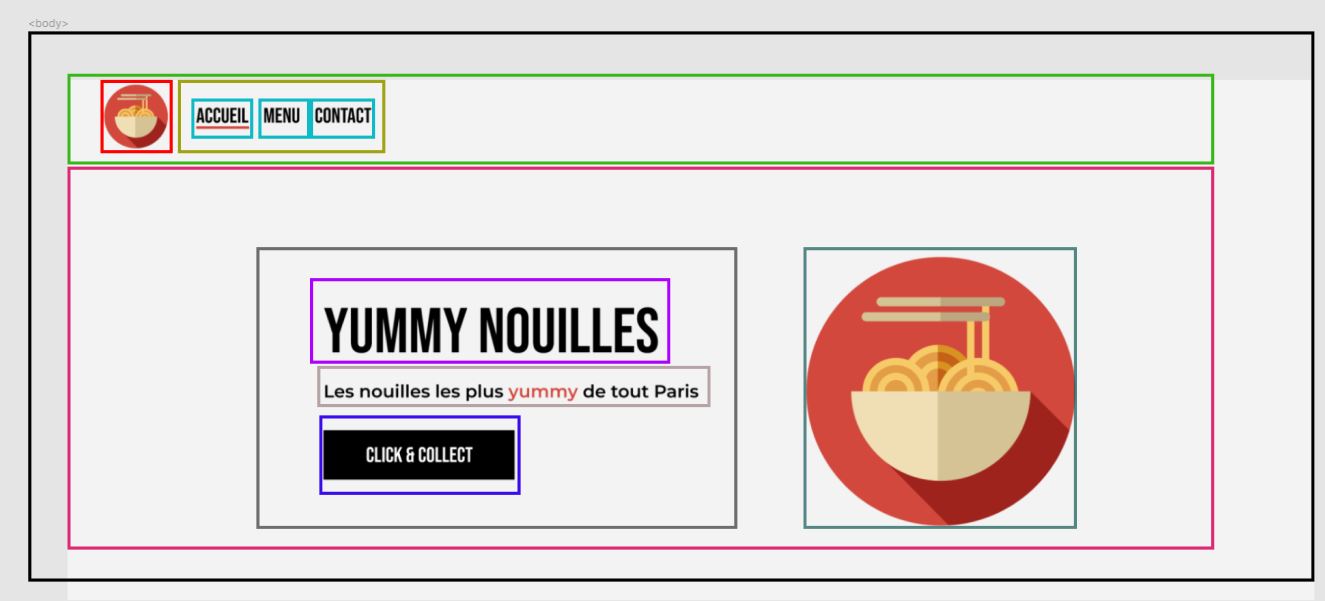 <body>
ACCUEIL MENU CONTACT
YUMMY NOUILLES
Les nouilles les plus yummy de tout Paris
CLICK & COLLECT